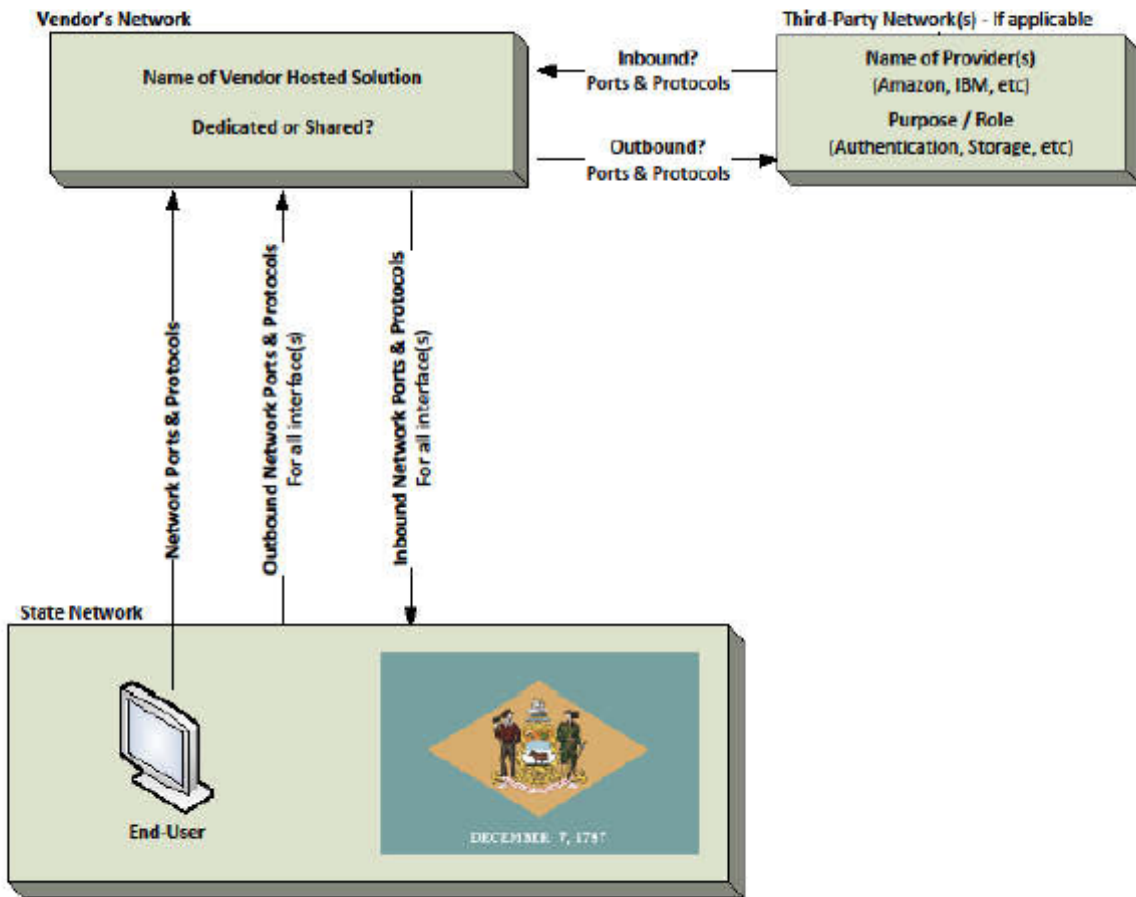 Vendor's Network
Third-Party Network(s) - If applicable
Name of Vendor Hosted Solution
Dedicated or Shared?
Inbound?
Ports & Protocols
Outbound?
Ports & Protocols
Name of Provider(s)
(Amazon, IBM, etc)
Purpose / Role
(Authentication, Storage, etc)
Network Ports & Protocols
Outbound Network Ports & Protocols
For all interface(s)
Inbound Network Ports & Protocols
For all interface(s)
State Network
End-User
DECEMBER 7, 1787